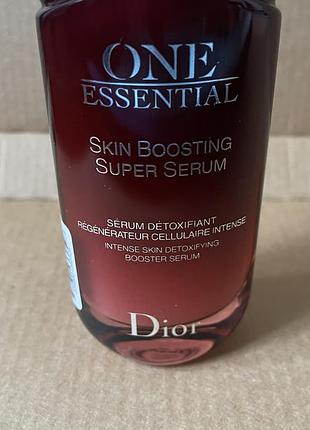 ONE
ESSENTIAL
SKIN BOOSTING
SUPER SERUM
SÉRUM DÉTOXIFIANT
RÉGÉNÉRATEUR CELLULAIRE INTENSE
INTENSE SKIN DETOXIFYING
BOOSTER SERUM
Dior